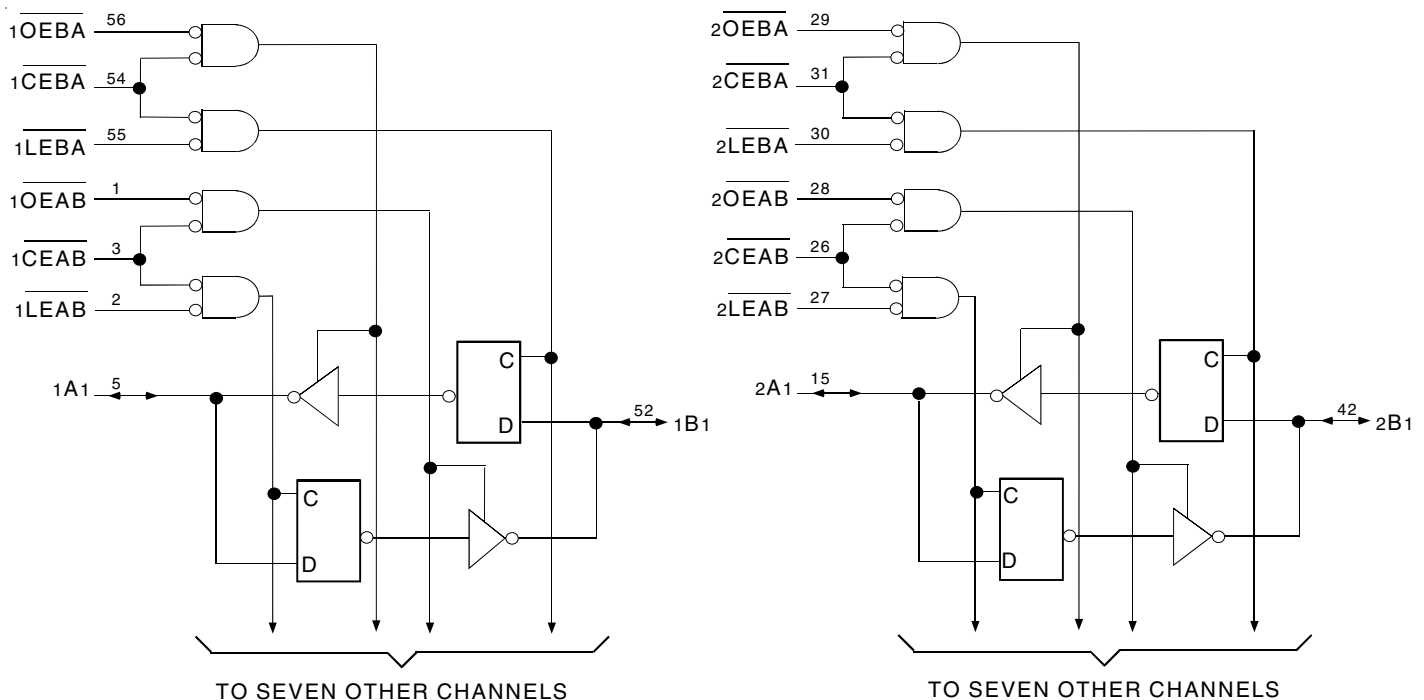 1OEBA 56
1CEBA 54
1LEBA 55
1OEAB 1
1CEAB 3
1LEAB 2
1A1 5
C
D
52 1B1
C
D
TO SEVEN OTHER CHANNELS
2OEBA 29
2CEBA 31
2LEBA 30
2OEAB 28
2CEAB 26
2LEAB 27
2A1 15
C
D
42 2B1
C
D
TO SEVEN OTHER CHANNELS